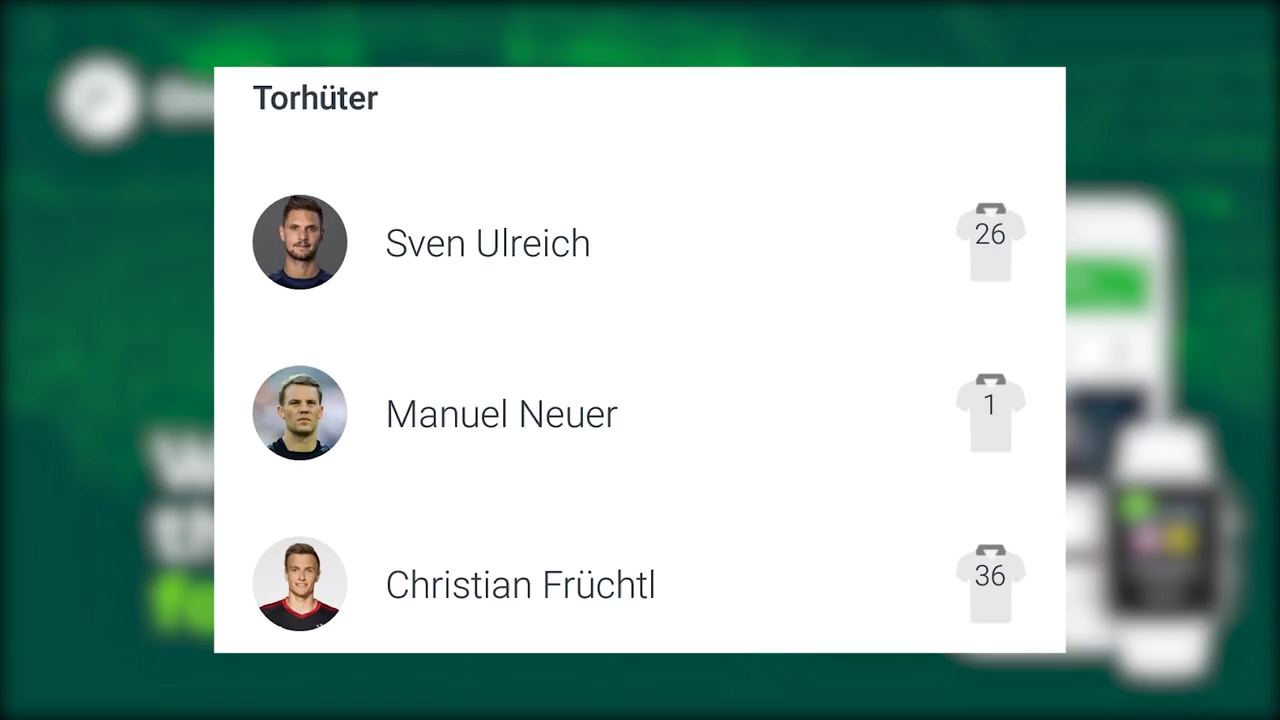 Torhüter
Sven Ulreich
26
Manuel Neuer
1
Christian Früchtl
36